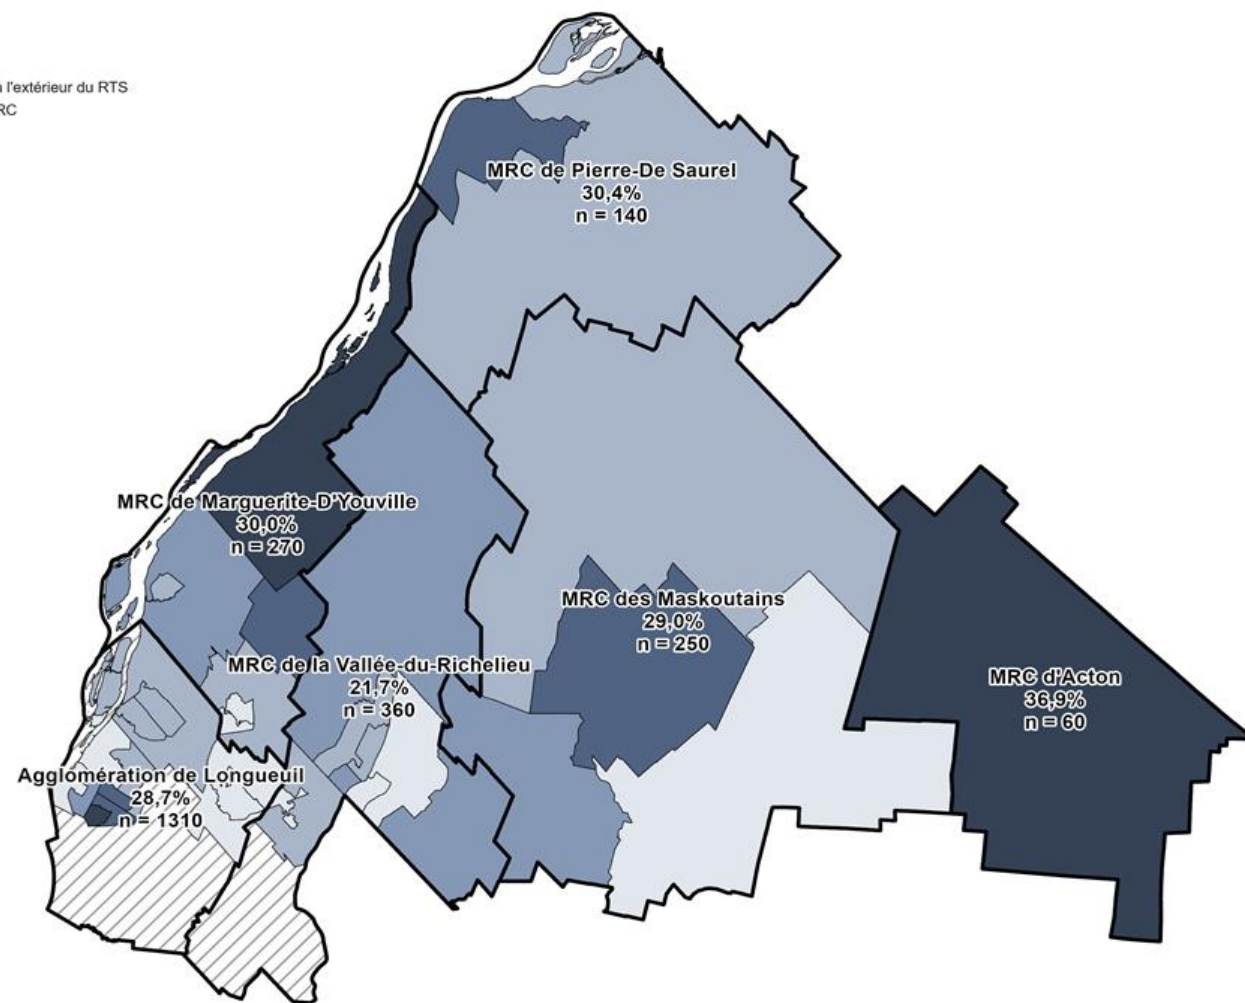 l'extérieur du RTS
MRC de Pierre-De Saurel
30,4%
n = 140
MRC de Marguerite-D'Youville
30,0%
n = 270
MRC des Maskoutains
29,0%
n = 250
MRC de la Vallée-du-Richelieu
21,7%
n = 360
MRC d'Acton
36,9%
n = 60
Agglomération de Longueuil
28,7%
n = 1310